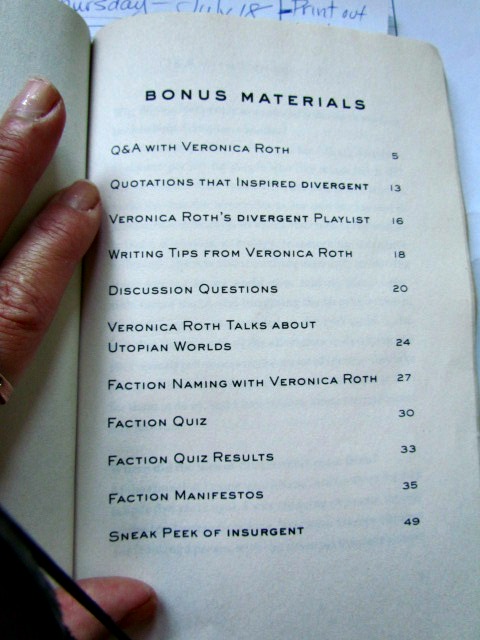 Thursday - July 18 - Print out
BONUS MATERIALS
Q&A WITH VERONICA ROTH 5
QUOTATIONS THAT INSPIRED DIVERGENT 13
VERONICA ROTH'S DIVERGENT PLAYLIST 16
WRITING TIPS FROM VERONICA ROTH 18
DISCUSSION QUESTIONS 20
VERONICA ROTH TALKS ABOUT
UTOPIAN WORLDS 24
FACTION NAMING WITH VERONICA ROTH 27
FACTION QUIZ 30
FACTION QUIZ RESULTS 33
FACTION MANIFESTOS 35
SNEAK PEEK OF INSURGENT 49